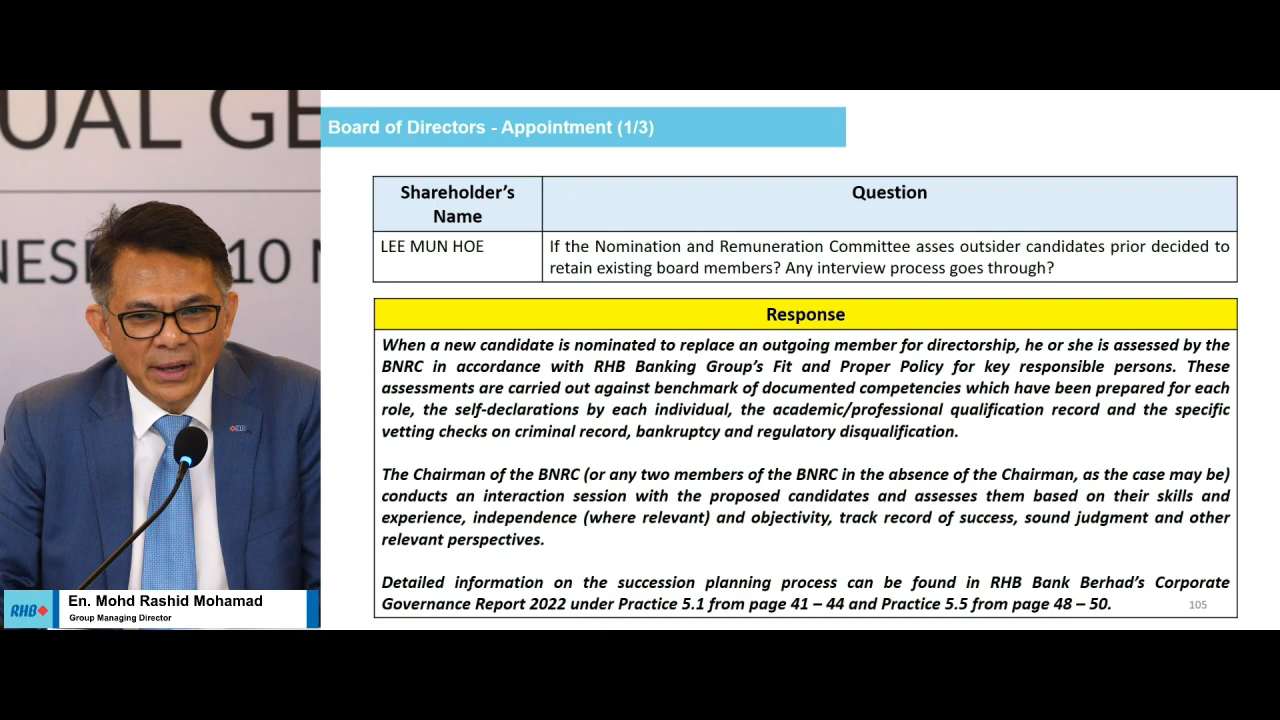 UAL GE
NES
10
RHB
En. Mohd Rashid Mohamad
Group Managing Director
Board of Directors - Appointment (1/3)
Shareholder's
Name
Question
LEE MUN HOE
If the Nomination and Remuneration Committee asses outsider candidates prior decided to
retain existing board members? Any interview process goes through?
Response
When a new candidate is nominated to replace an outgoing member for directorship, he or she is assessed by the
BNRC in accordance with RHB Banking Group's Fit and Proper Policy for key responsible persons. These
assessments are carried out against benchmark of documented competencies which have been prepared for each
role, the self-declarations by each individual, the academic/professional qualification record and the specific
vetting checks on criminal record, bankruptcy and regulatory disqualification.
The Chairman of the BNRC (or any two members of the BNRC in the absence of the Chairman, as the case may be)
conducts an interaction session with the proposed candidates and assesses them based on their skills and
experience, independence (where relevant) and objectivity, track record of success, sound judgment and other
relevant perspectives.
Detailed information on the succession planning process can be found in RHB Bank Berhad's Corporate
Governance Report 2022 under Practice 5.1 from page 41 – 44 and Practice 5.5 from page 48 – 50.
105